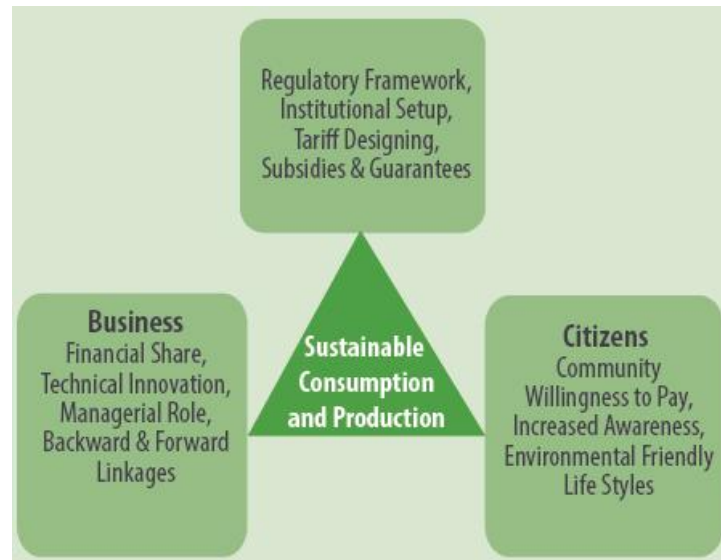 Regulatory Framework,
Institutional Setup,
Tariff Designing,
Subsidies & Guarantees
Business
Financial Share,
Technical Innovation,
Managerial Role,
Backward & Forward
Linkages
Sustainable
Consumption
and Production
Citizens
Community
Willingness to Pay,
Increased Awareness,
Environmental Friendly
Life Styles